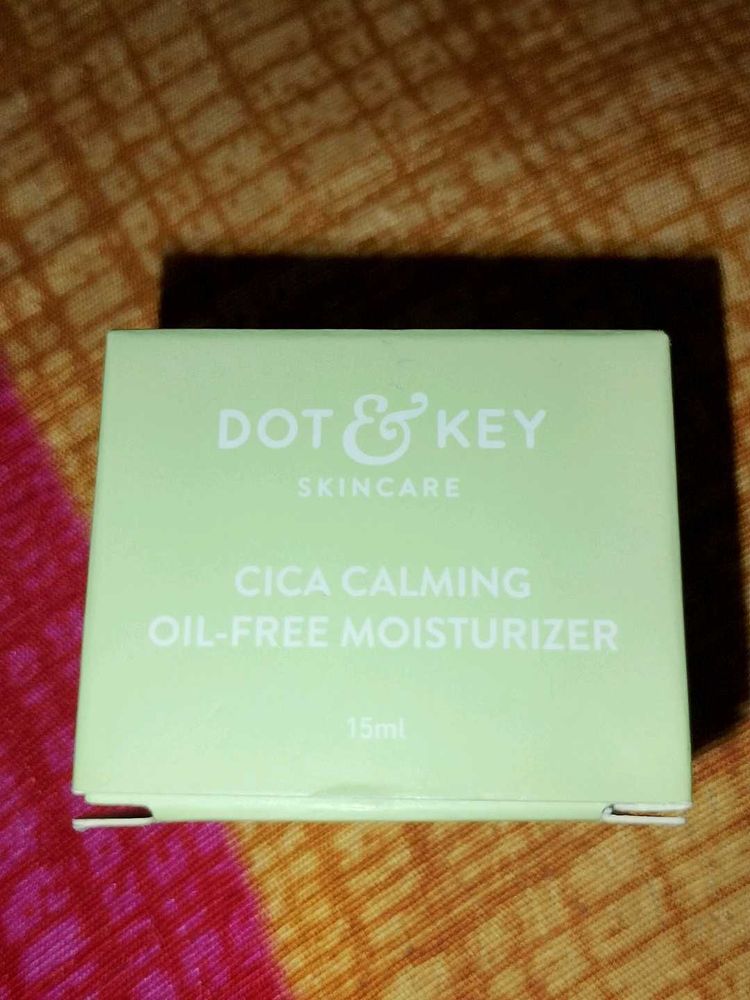 DOT & KEY
SKINCARE
CICA CALMING
OIL-FREE MOISTURIZER
15ml